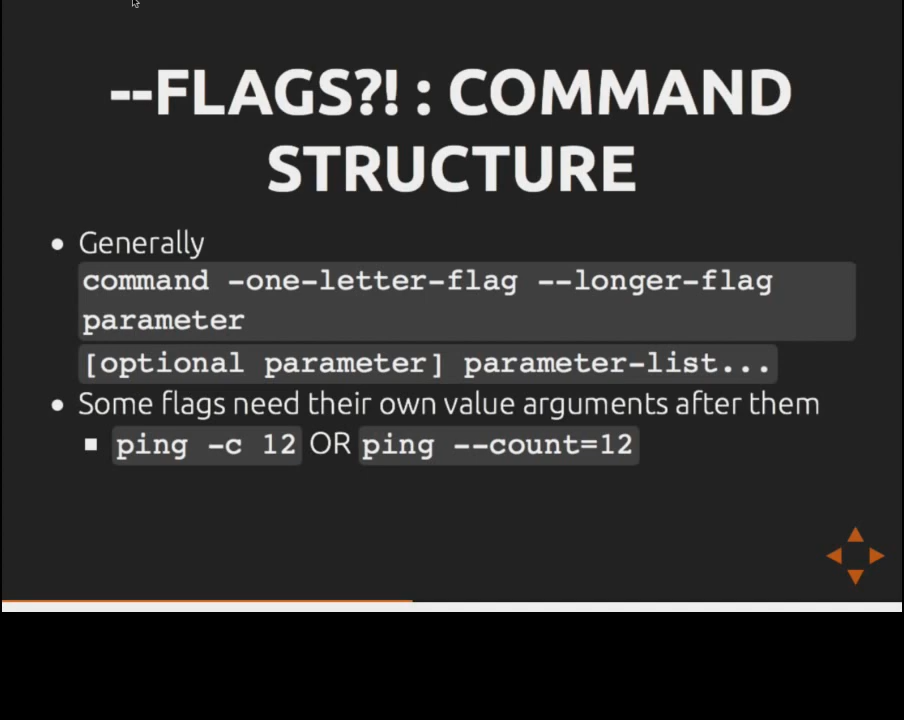 --FLAGS?! : COMMAND
STRUCTURE
Generally
command -one-letter-flag --longer-flag
parameter
[optional parameter] parameter-list...
Some flags need their own value arguments after them
ping -c 12 OR ping --count=12